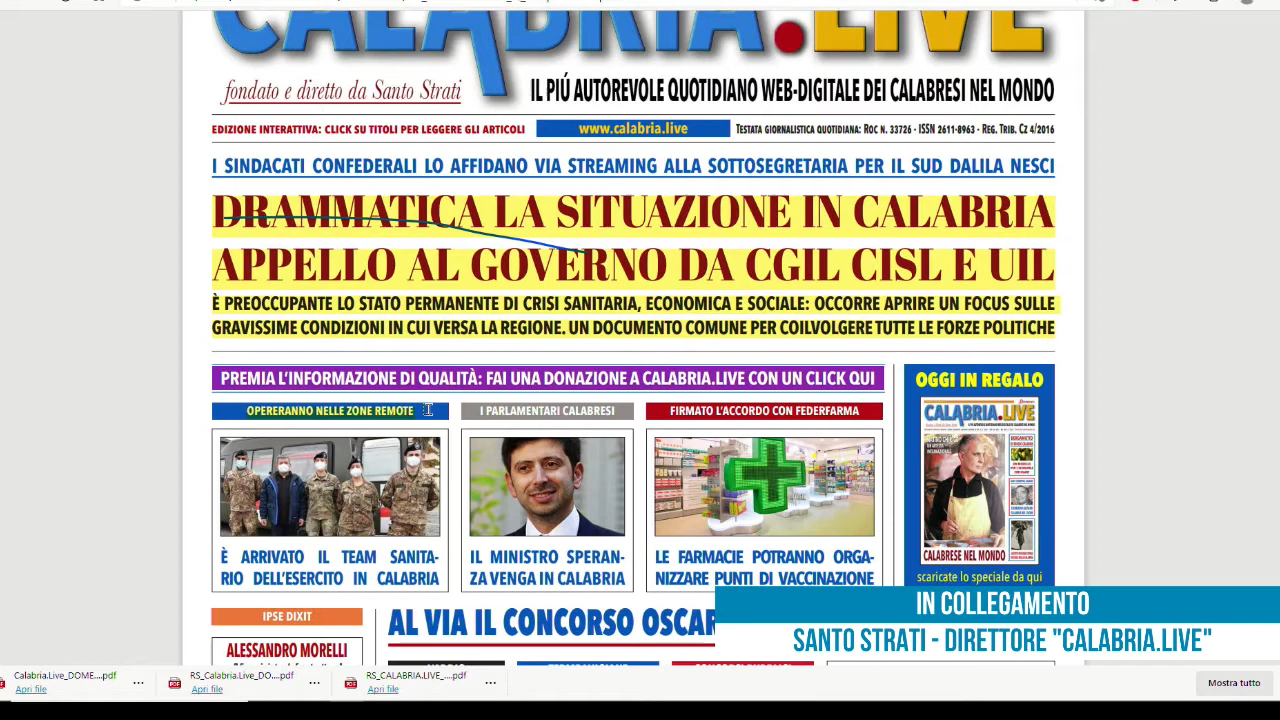 CALABRIA.LIVE
fondato e diretto da Santo Strati
IL PIÚ AUTOREVOLE QUOTIDIANO WEB-DIGITALE DEI CALABRESI NEL MONDO
EDIZIONE INTERATTIVA: CLICK SU TITOLI PER LEGGERE GLI ARTICOLI
www.calabria.live
TESTATA GIORNALISTICA QUOTIDIANA: ROC N. 33726 - ISSN 2611-8963 - REG. TRIB. CZ 4/2016
I SINDACATI CONFEDERALI LO AFFIDANO VIA STREAMING ALLA SOTTOSEGRETARIA PER IL SUD DALILA NESCI
DRAMMATICA LA SITUAZIONE IN CALABRIA
APPELLO AL GOVERNO DA CGIL CISL E UIL
È PREOCCUPANTE LO STATO PERMANENTE DI CRISI SANITARIA, ECONOMICA E SOCIALE: OCCORRE APRIRE UN FOCUS SULLE
GRAVISSIME CONDIZIONI IN CUI VERSA LA REGIONE. UN DOCUMENTO COMUNE PER COILVOLGERE TUTTE LE FORZE POLITICHE
PREMIA L'INFORMAZIONE DI QUALITÀ: FAI UNA DONAZIONE A CALABRIA.LIVE CON UN CLICK QUI
OPERERANNO NELLE ZONE REMOTE
È ARRIVATO IL TEAM SANITA-
RIO DELL'ESERCITO IN CALABRIA
I PARLAMENTARI CALABRESI
IL MINISTRO SPERAN-
ZA VENGA IN CALABRIA
FIRMATO L'ACCORDO CON FEDERFARMA
LE FARMACIE POTRANNO ORGA-
NIZZARE PUNTI DI VACCINAZIONE
OGGI IN REGALO
CALABRIA.LIVE
CALABRESE NEL MONDO
scaricate lo speciale da qui
IPSE DIXIT
ALESSANDRO MORELLI
AL VIA IL CONCORSO OSCAR
IN COLLEGAMENTO
SANTO STRATI - DIRETTORE "CALABRIA.LIVE"
Calabria.Live_DOME....pdf
Apri file
RS_Calabria.Live_DO....pdf
Apri file
RS_CALABRIA.LIVE_....pdf
Apri file
Mostra tutto